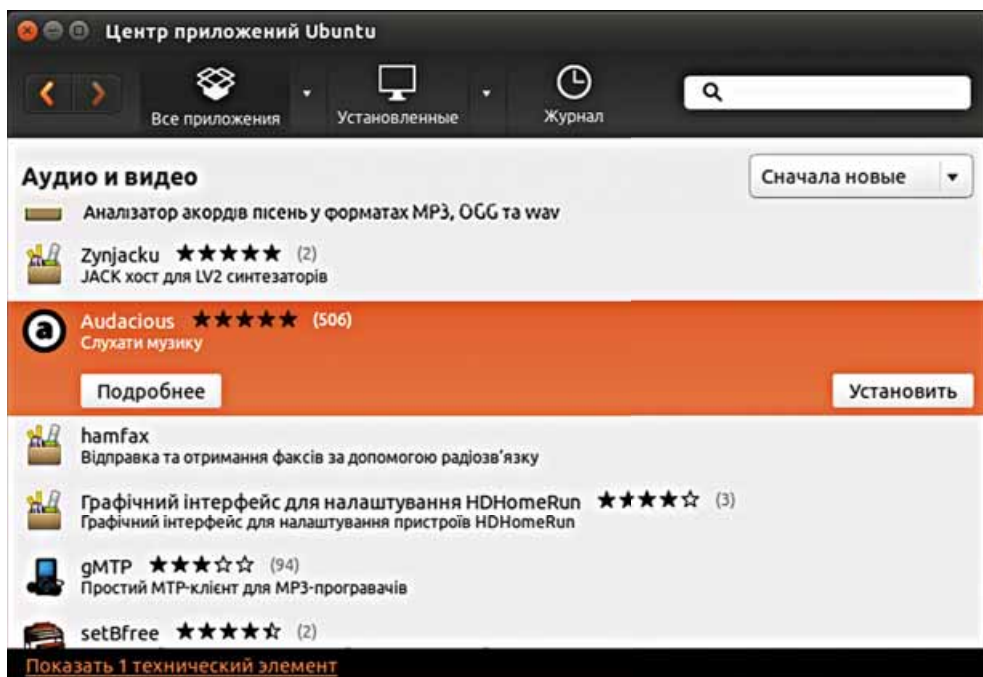 Центр приложений Ubuntu
Все приложения
Установленные
Журнал
Аудио и видео
Сначала новые
Аналізатор акордів пісень у форматах MP3, OGG та wav
Zynjacku ★★★★★ (2)
JACK хост для LV2 синтезаторів
Audacious ★★★★★ (506)
Слухати музику
Подробнее
Установить
hamfax
Відправка та отримання факсів за допомогою радіозв'язку
Графічний інтерфейс для налаштування HDHomeRun ★★★★☆ (3)
Графічний інтерфейс для налаштування пристроїв HDHomeRun
gMTP ★★★☆☆ (94)
Простий МТР-клієнт для MP3-програвачів
setBfree ★★★★☆ (2)
Показать 1 технический элемент